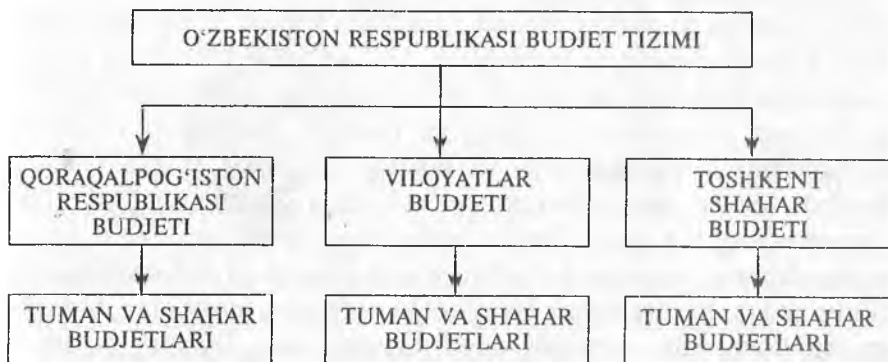 O‘ZBEKISTON RESPUBLIKASI BUDJET TIZIMI
QORAQALPOG‘ISTON
RESPUBLIKASI
BUDJETI
VILOYATLAR
BUDJETI
TOSHKENT
SHAHAR
BUDJETI
TUMAN VA SHAHAR
BUDJETLARI
TUMAN VA SHAHAR
BUDJETLARI
TUMAN VA SHAHAR
BUDJETLARI